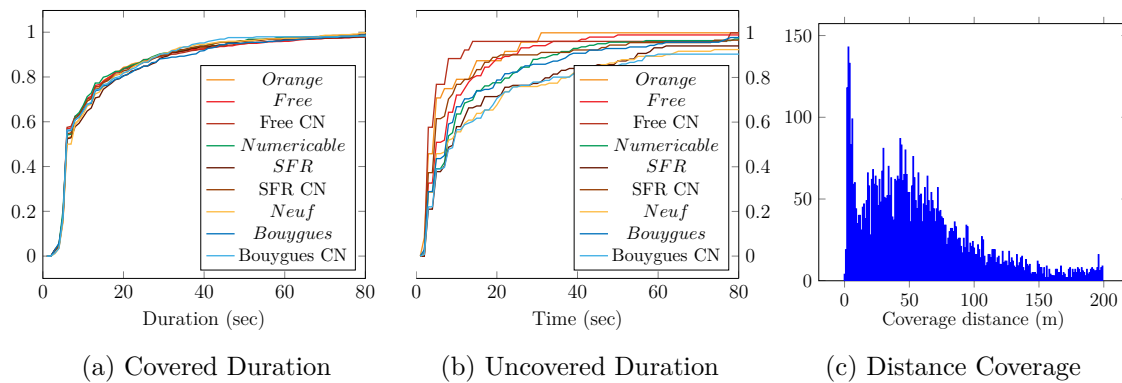 0
0.2
0.4
0.6
0.8
1
0
20
40
60
80
Duration (sec)
Orange
Free
Free CN
Numericable
SFR
SFR CN
Neuf
Bouygues
Bouygues CN
(a) Covered Duration
0
20
40
60
80
0
0.2
0.4
0.6
0.8
1
Time (sec)
Orange
Free
Free CN
Numericable
SFR
SFR CN
Neuf
Bouygues
Bouygues CN
(b) Uncovered Duration
0
50
100
150
0
50
100
150
200
Coverage distance (m)
(c) Distance Coverage